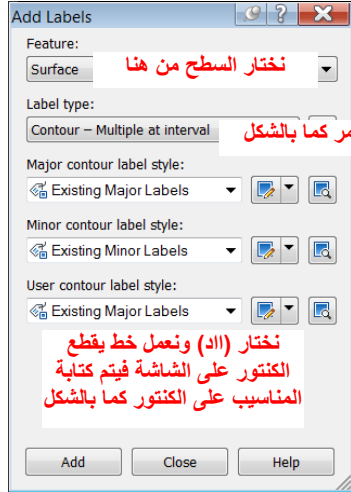 Add Labels
Feature:
Surface
نختار السطح من هنا
Label type:
Contour – Multiple at interval
كما بالشكل
Major contour label style:
Existing Major Labels
Minor contour label style:
Existing Minor Labels
User contour label style:
Existing Major Labels
نختار (ااد) ونعمل خط يقطع
الكنتور على الشاشة فيتم كتابة
المناسيب على الكنتور كما بالشكل
Add
Close
Help